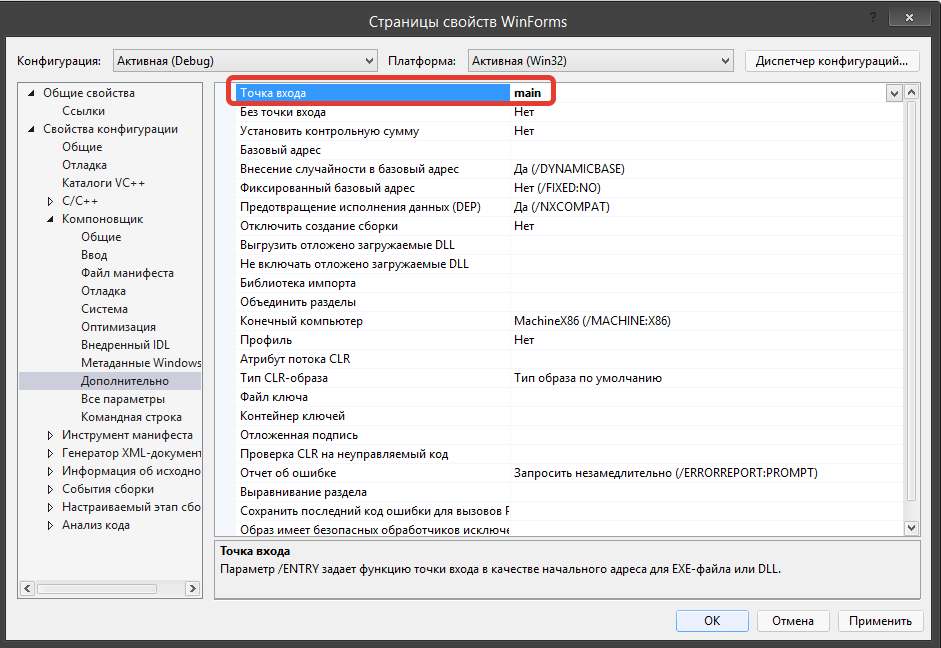 Страницы свойств WinForms
?
Конфигурация: Активная (Debug) Платформа: Активная (Win32) Диспетчер конфигураций...
Общие свойства
Ссылки
Свойства конфигурации
Общие
Отладка
Каталоги VC++
C/C++
Компоновщик
Общие
Ввод
Файл манифеста
Отладка
Система
Оптимизация
Внедренный IDL
Метаданные Windows
Дополнительно
Все параметры
Командная строка
Инструмент манифеста
Генератор XML-документ
Информация об исходно
События сборки
Настраиваемый этап сбо
Анализ кода
Точка входа main
Без точки входа Нет
Установить контрольную сумму Нет
Базовый адрес
Внесение случайности в базовый адрес Да (/DYNAMICBASE)
Фиксированный базовый адрес Нет (/FIXED:NO)
Предотвращение исполнения данных (DEP) Да (/NXCOMPAT)
Отключить создание сборки Нет
Выгрузить отложено загружаемые DLL
Не включать отложено загружаемые DLL
Библиотека импорта
Объединить разделы
Конечный компьютер MachineX86 (/MACHINE:X86)
Профиль Нет
Атрибут потока CLR
Тип CLR-образа Тип образа по умолчанию
Файл ключа
Контейнер ключей
Отложенная подпись
Проверка CLR на неуправляемый код
Отчет об ошибке Запросить незамедлительно (/ERRORREPORT:PROMPT)
Выравнивание раздела
Сохранить последний код ошибки для вызовов P
Образ имеет безопасных обработчиков исключе
Точка входа
Параметр /ENTRY задает функцию точки входа в качестве начального адреса для EXE-файла или DLL.
ОК Отмена Применить